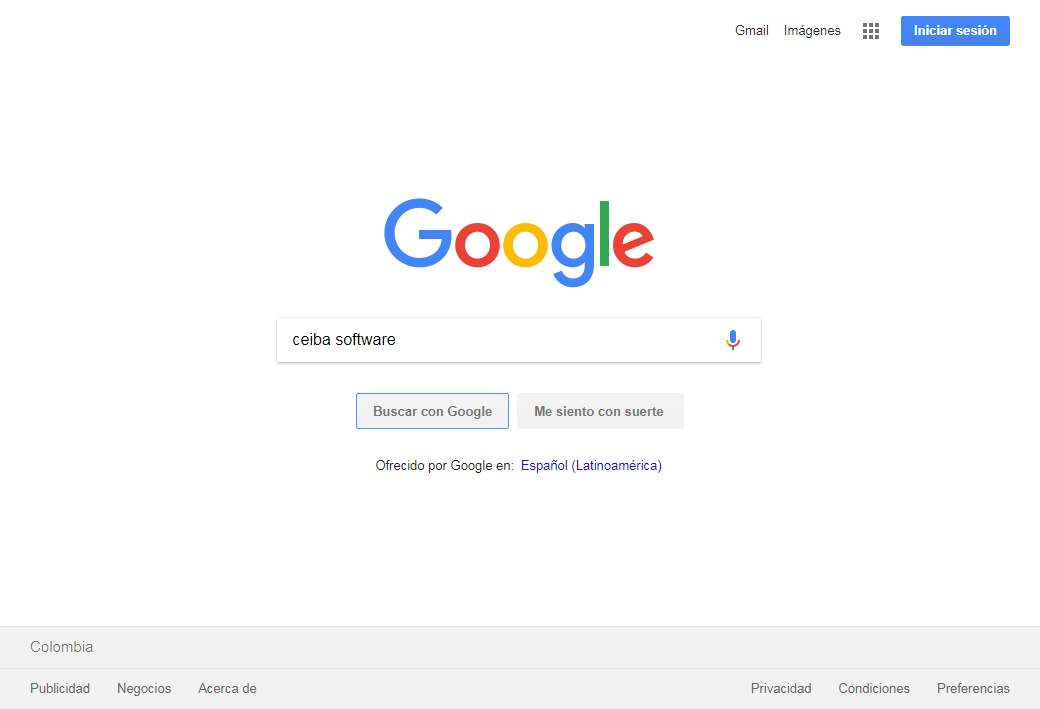 Gmail Imágenes Iniciar sesión
Google
ceiba software
Buscar con Google Me siento con suerte
Ofrecido por Google en: Español (Latinoamérica)
Colombia
Publicidad Negocios Acerca de Privacidad Condiciones Preferencias